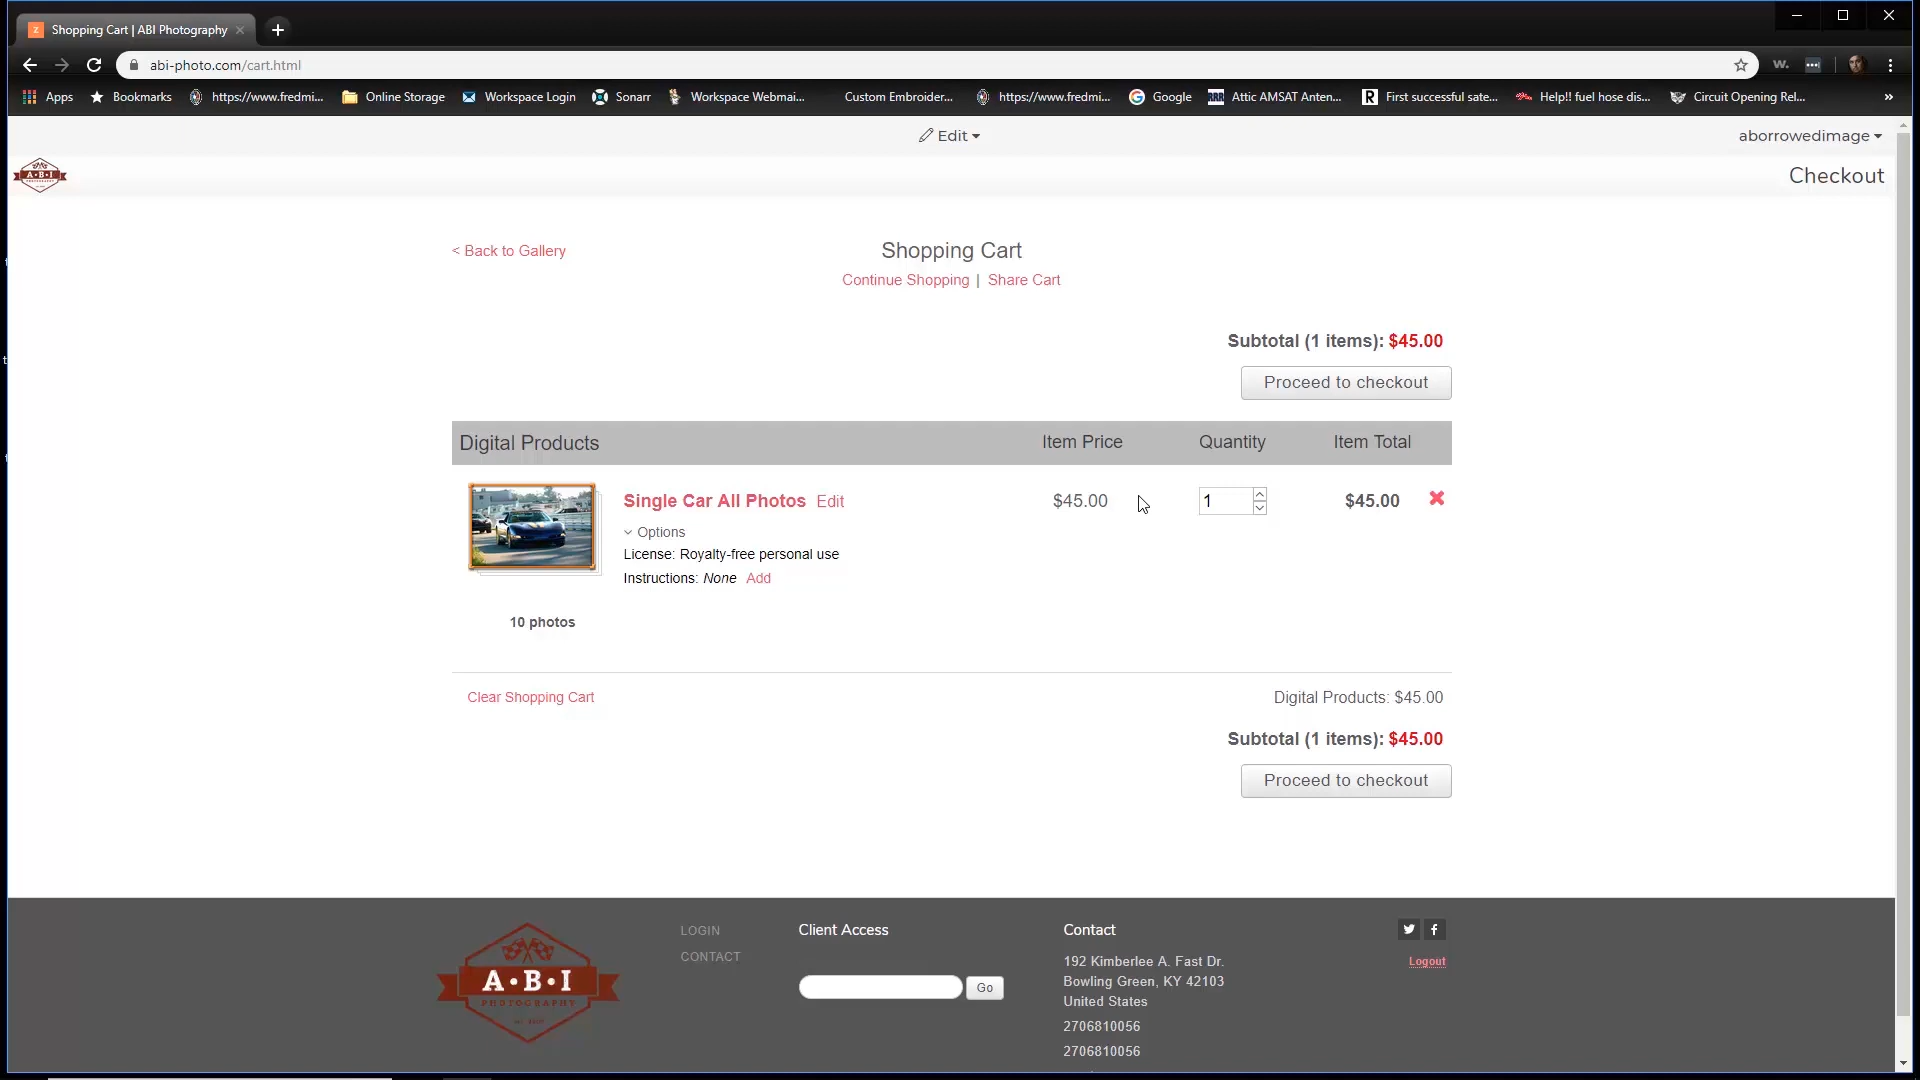 Shopping Cart | ABI Photography
abi-photo.com/cart.html
Apps Bookmarks https://www.fredmi... Online Storage Workspace Login Sonarr Workspace Webmai... Custom Embroider... https://www.fredmi... Google Attic AMSAT Anten... First successful sate... Help!! fuel hose dis... Circuit Opening Rel... »
Edit aborrowedimage
A·B·I
Checkout
< Back to Gallery
Shopping Cart
Continue Shopping | Share Cart
Subtotal (1 items): $45.00
Proceed to checkout
Digital Products Item Price Quantity Item Total
Single Car All Photos Edit $45.00 1 $45.00
Options
License: Royalty-free personal use
Instructions: None Add
10 photos
Clear Shopping Cart Digital Products: $45.00
Subtotal (1 items): $45.00
Proceed to checkout
A·B·I
PHOTOGRAPHY
LOGIN
CONTACT
Client Access
Go
Contact
192 Kimberlee A. Fast Dr.
Bowling Green, KY 42103
United States
2706810056
2706810056
Logout